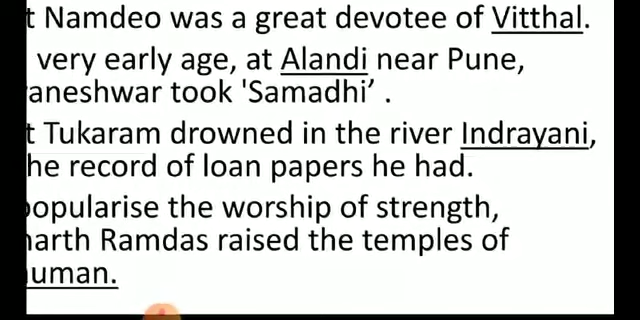 t Namdeo was a great devotee of Vitthal.
very early age, at Alandi near Pune,
aneshwar took 'Samadhi’ .
t Tukaram drowned in the river Indrayani,
he record of loan papers he had.
popularise the worship of strength,
arth Ramdas raised the temples of
uman.